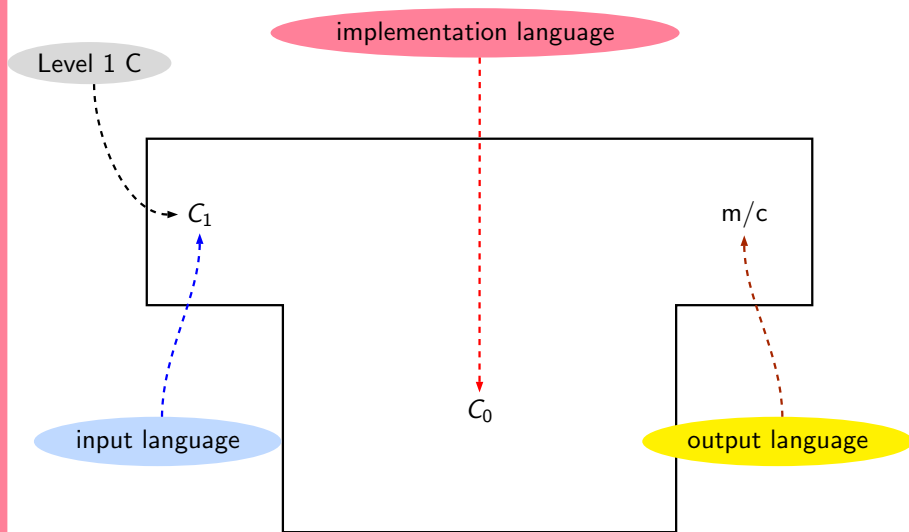 implementation language
Level 1 C
C₁
m/c
C₀
input language
output language